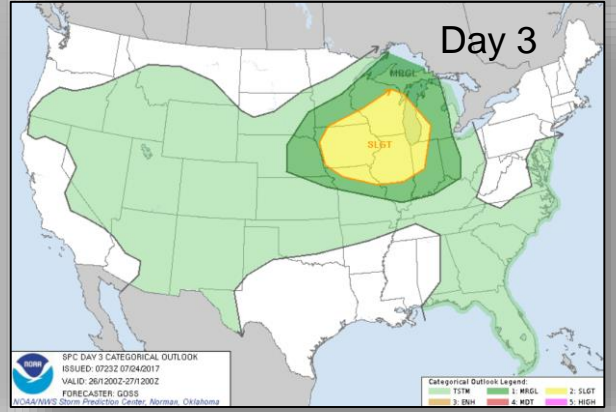 Day 3
MRGL
SLGT
NOAA
SPC DAY 3 CATEGORICAL OUTLOOK
ISSUED: 0723Z 07/24/2017
VALID: 26/1200Z-27/1200Z
FORECASTER: GOSS
NOAA/NWS Storm Prediction Center, Norman, Oklahoma
Categorical Outlook Legend:
TSTM 1: MRGL 2: SLGT
3: ENH 4: MDT 5: HIGH